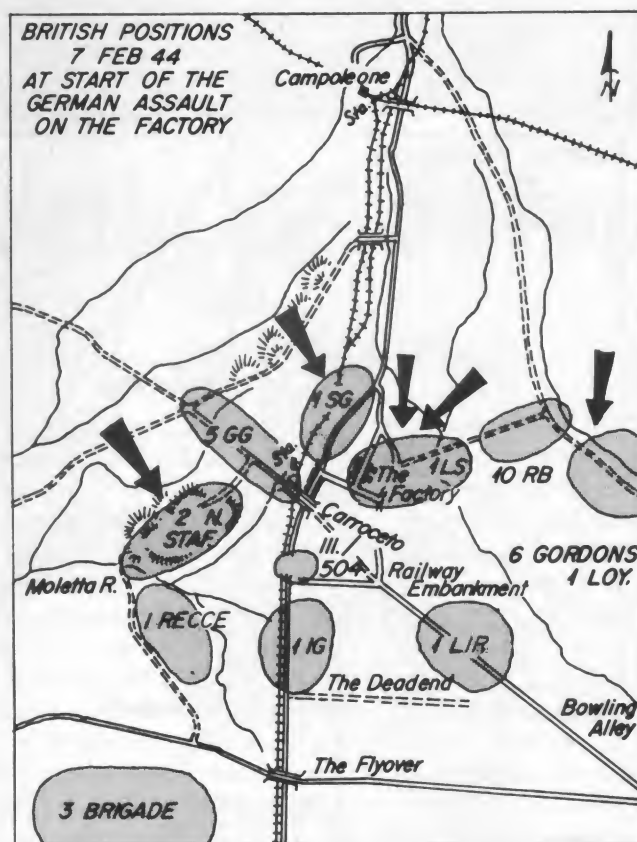 BRITISH POSITIONS
7 FEB 44
AT START OF THE
GERMAN ASSAULT
ON THE FACTORY
N
Campoleone
Sta.
1 SG
5 GG
Sta.
1 LS
The
Factory
10 RB
2 N.
STAF
Carroceto
III.
504
Railway
Embankment
6 GORDONS
1 LOY.
Moletta R.
1 RECCE
1 IG
1 LIR
The Deadend
Bowling
Alley
The Flyover
3 BRIGADE